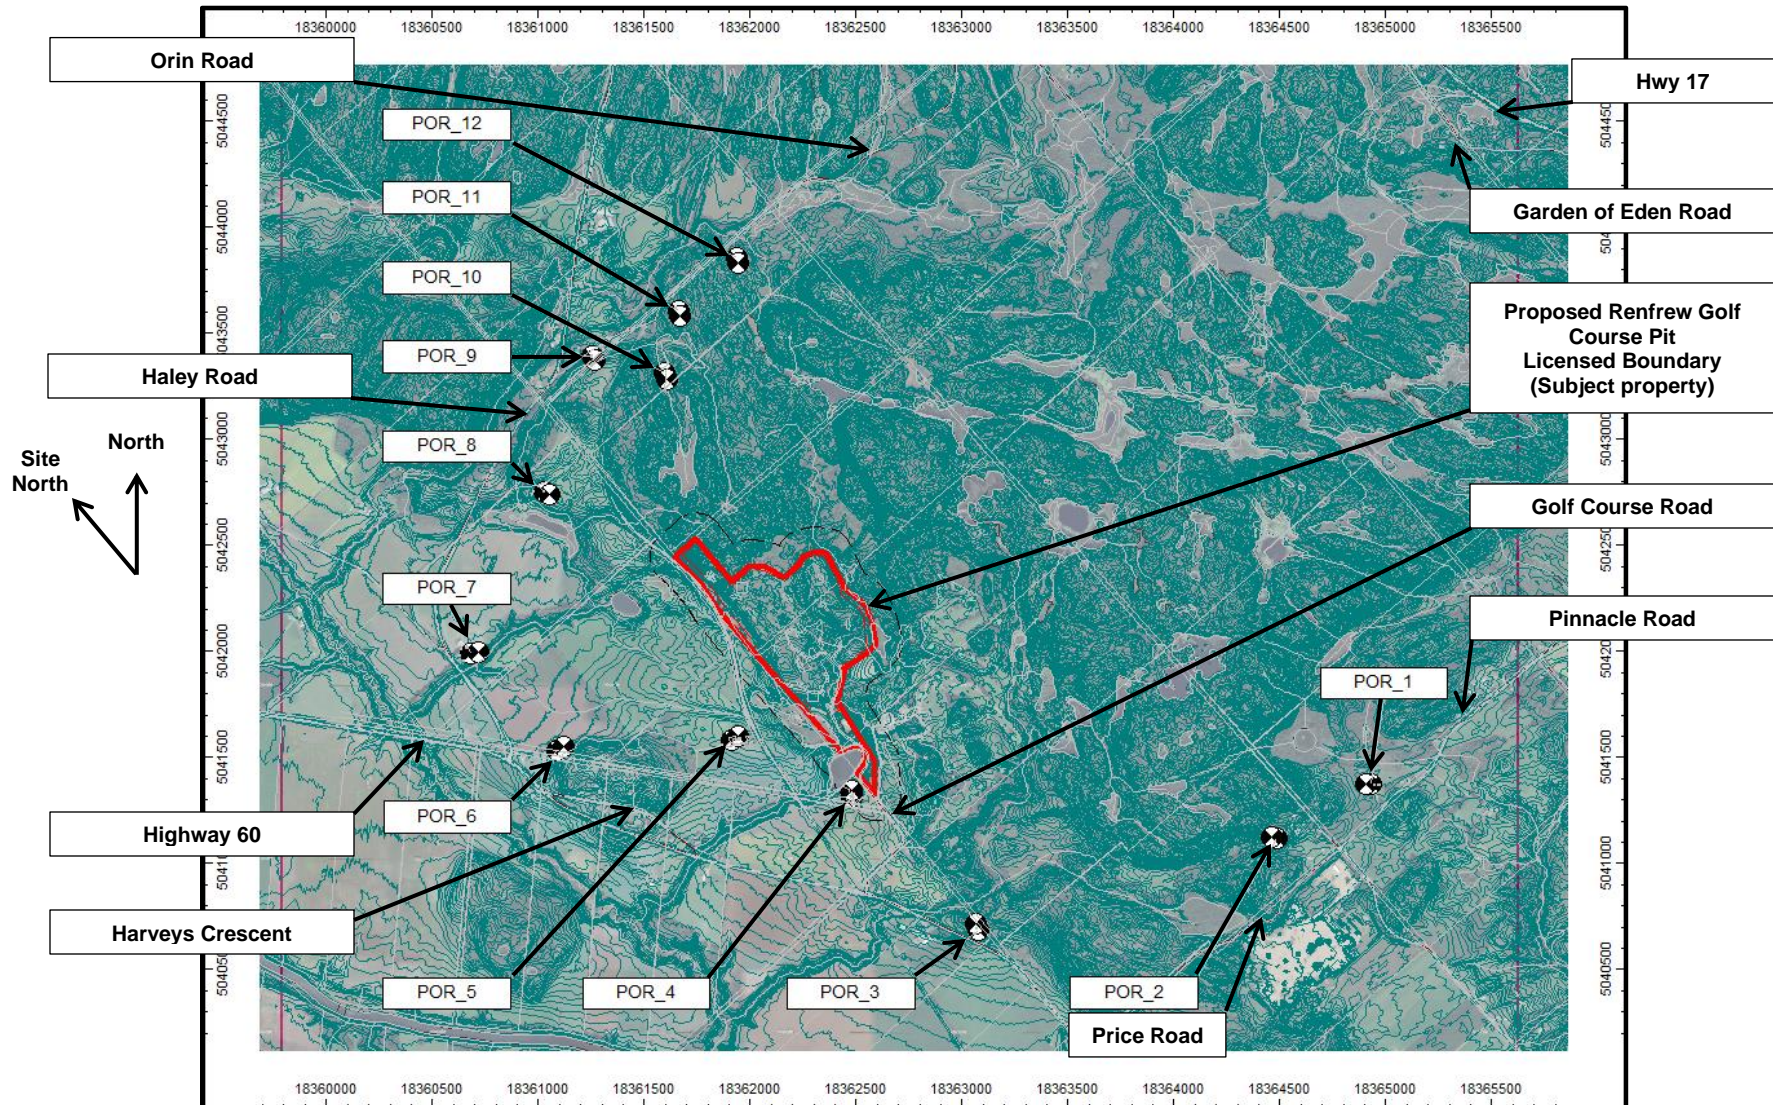 18360000 18360500 18361000 18361500 18362000 18362500 18363000 18363500 18364000 18364500 18365000 18365500
Orin Road
Hwy 17
5044500
POR_12
Garden of Eden Road
POR_11
5044000
POR_10
Proposed Renfrew Golf
Course Pit
Licensed Boundary
(Subject property)
5043500
POR_9
Haley Road
5043000
5043000
POR_8
North
Site
North
Golf Course Road
5042500
POR_7
Pinnacle Road
5042000
POR_1
5041500
5041500
POR_6
Highway 60
5041000
Harveys Crescent
5040500
POR_5
POR_4
POR_3
POR_2
Price Road
18360000 18360500 18361000 18361500 18362000 18362500 18363000 18363500 18364000 18364500 18365000 18365500